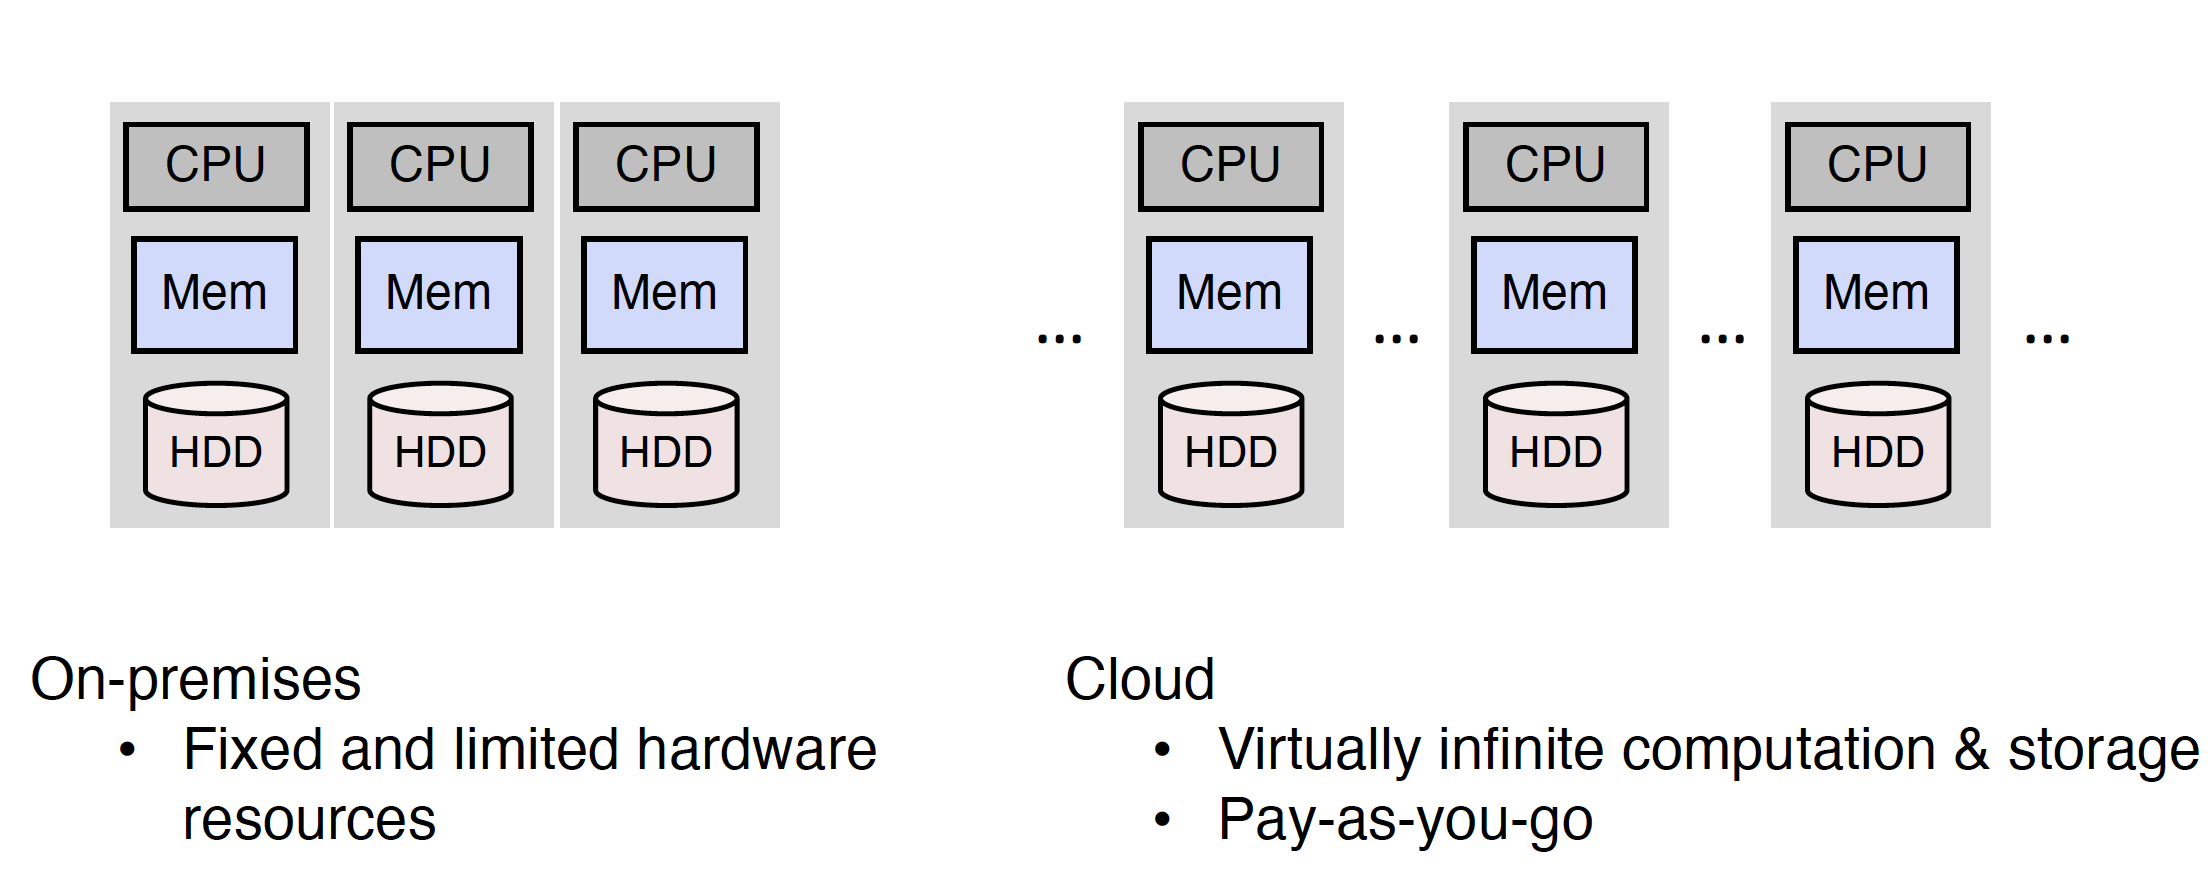 CPU CPU CPU CPU CPU CPU
Mem Mem Mem ... Mem ... Mem ... Mem ...
HDD HDD HDD HDD HDD HDD
On-premises
• Fixed and limited hardware
resources
Cloud
• Virtually infinite computation & storage
• Pay-as-you-go